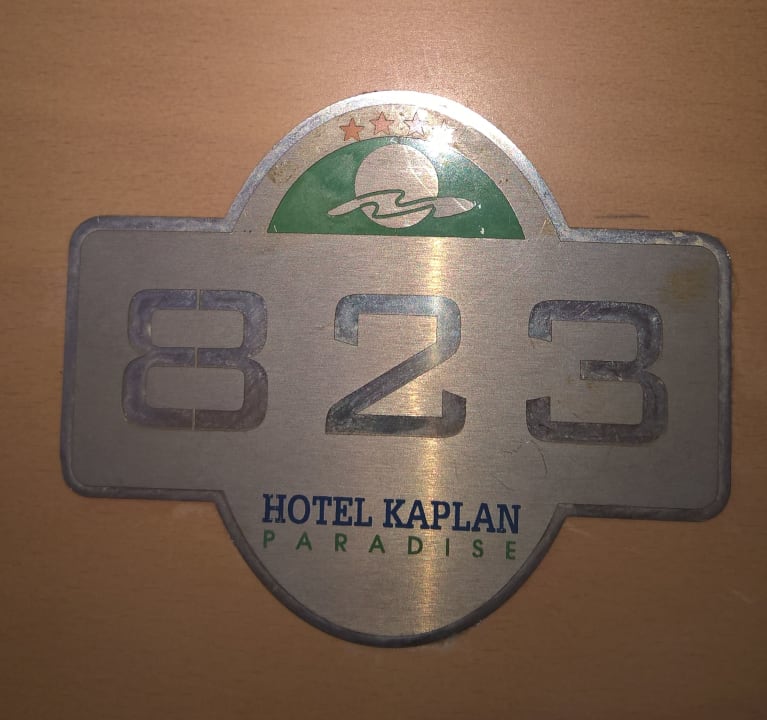 823
HOTEL KAPLAN
PARADISE